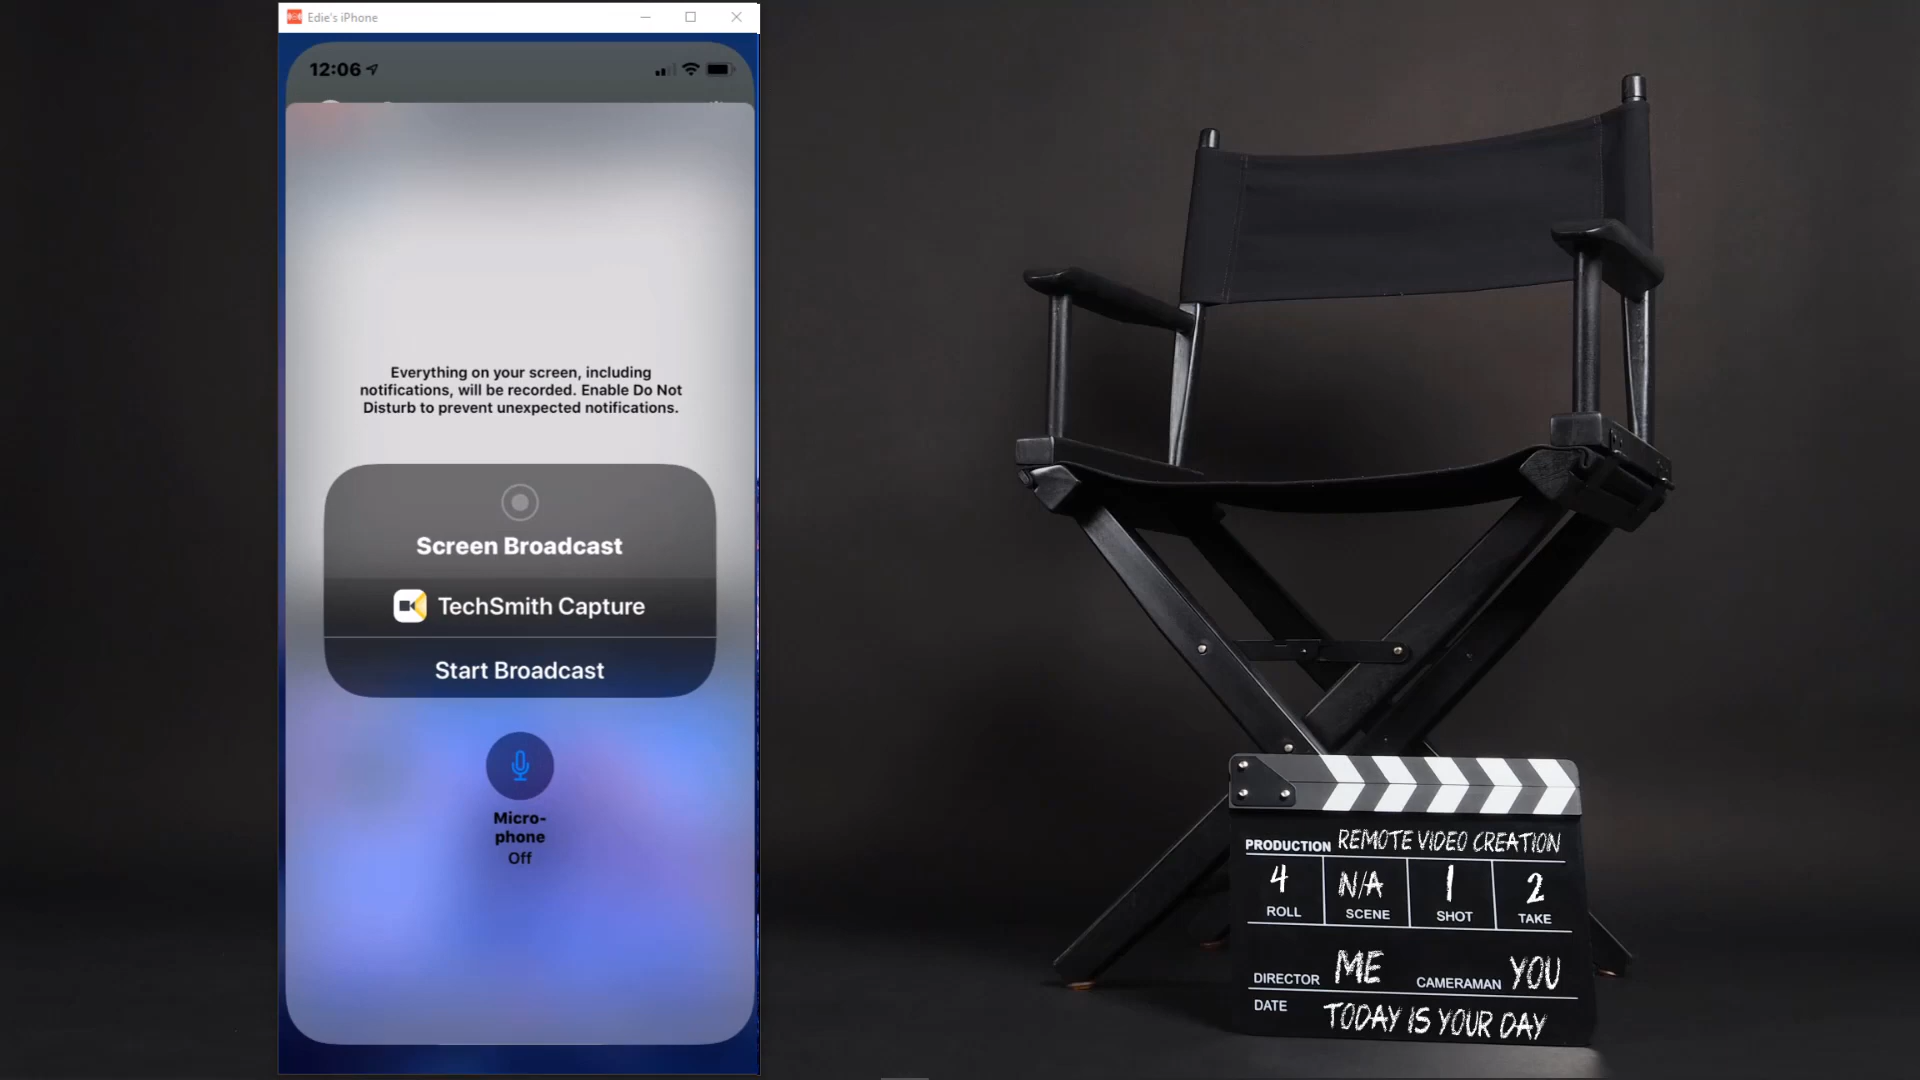 Edie's iPhone
12:06
Everything on your screen, including
notifications, will be recorded. Enable Do Not
Disturb to prevent unexpected notifications.
Screen Broadcast
TechSmith Capture
Start Broadcast
Micro-
phone
Off
PRODUCTION REMOTE VIDEO CREATION
4 N/A 1 2
ROLL SCENE SHOT TAKE
DIRECTOR ME CAMERAMAN YOU
DATE TODAY IS YOUR DAY